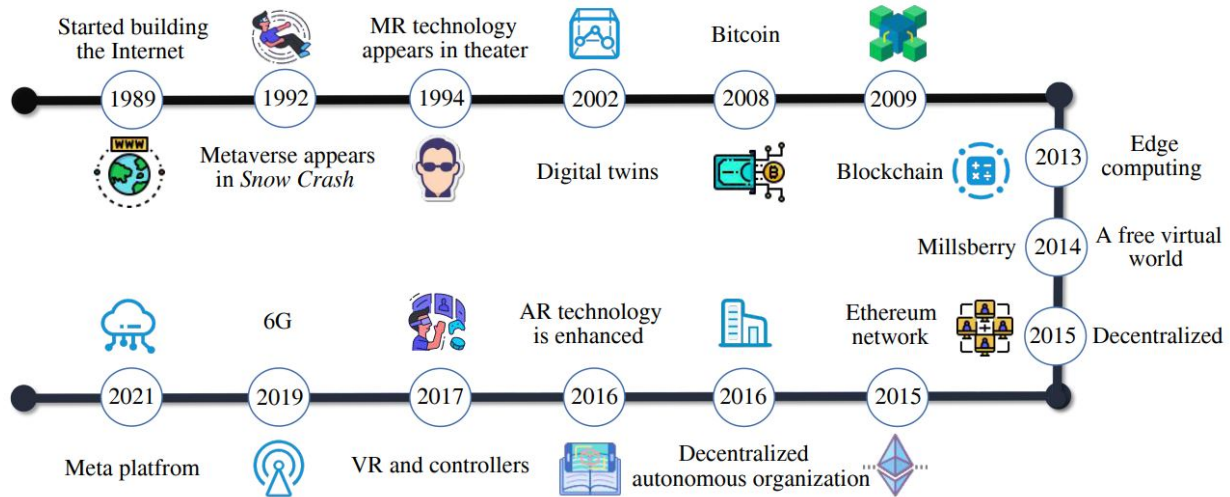 Started building
the Internet
MR technology
appears in theater
Bitcoin
1989
1992
1994
2002
2008
2009
WWW
Metaverse appears
in Snow Crash
Digital twins
B
Blockchain
2013
Edge
computing
Millsberry
2014
A free virtual
world
6G
AR technology
is enhanced
Ethereum
network
2015
Decentralized
2021
2019
2017
2016
2016
2015
Meta platfrom
VR and controllers
Decentralized
autonomous organization